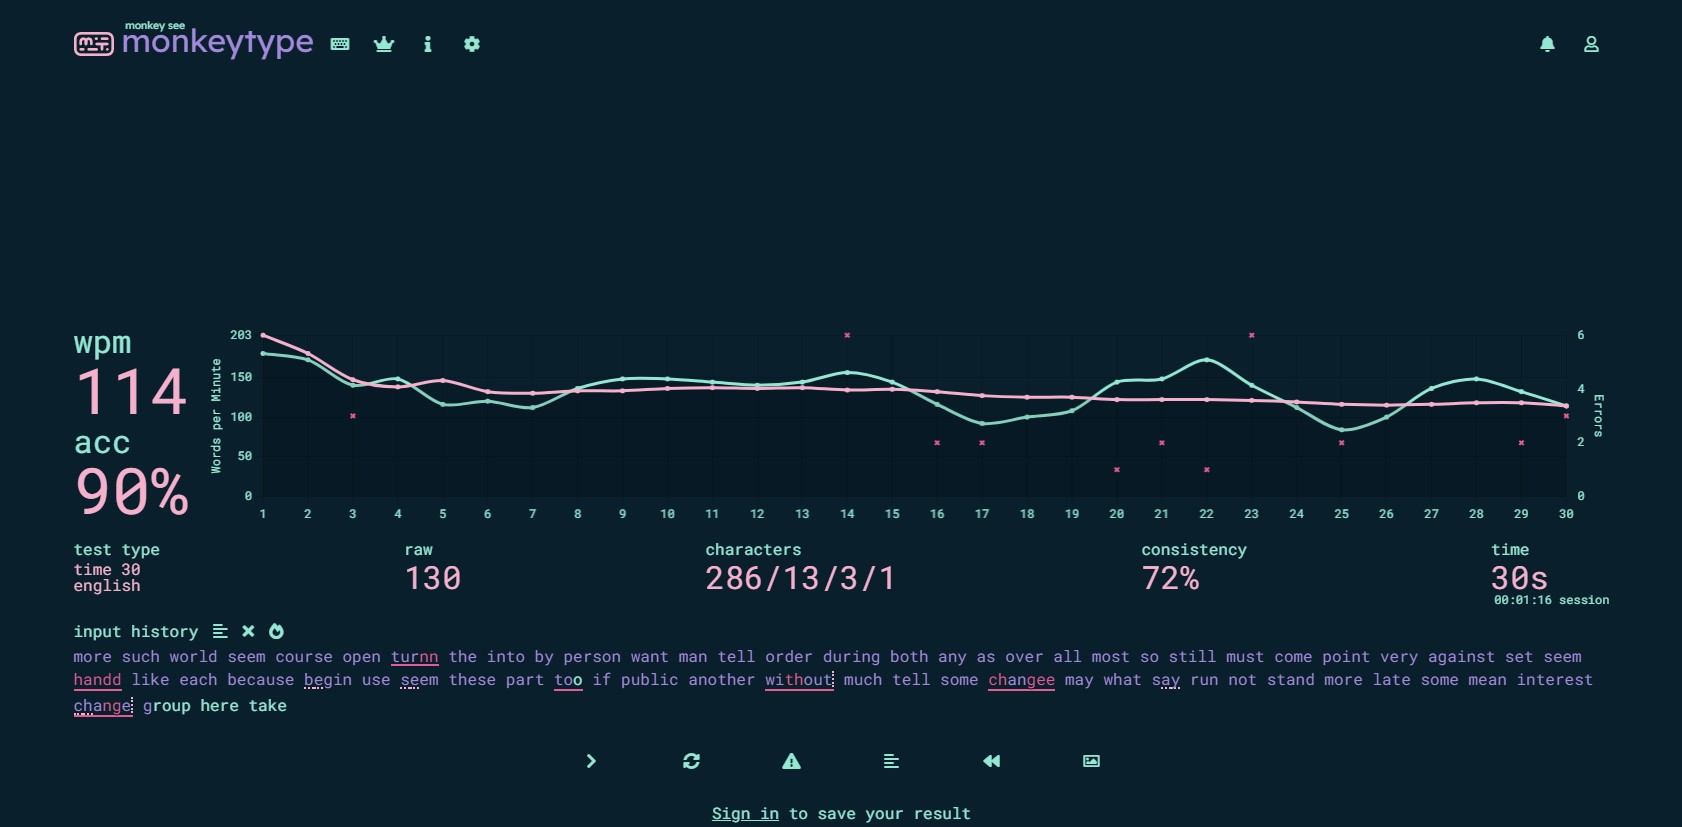 monkey see
monkeytype
wpm
114
acc
90%
Words per Minute
203
150
100
50
0
6
4
2
0
Errors
1 2 3 4 5 6 7 8 9 10 11 12 13 14 15 16 17 18 19 20 21 22 23 24 25 26 27 28 29 30
test type
time 30
english
raw
130
characters
286/13/3/1
consistency
72%
time
30s
00:01:16 session
input history
more such world seem course open turnn the into by person want man tell order during both any as over all most so still must come point very against set seem
handd like each because begin use seem these part too if public another without much tell some changee may what say run not stand more late some mean interest
change group here take
Sign in to save your result